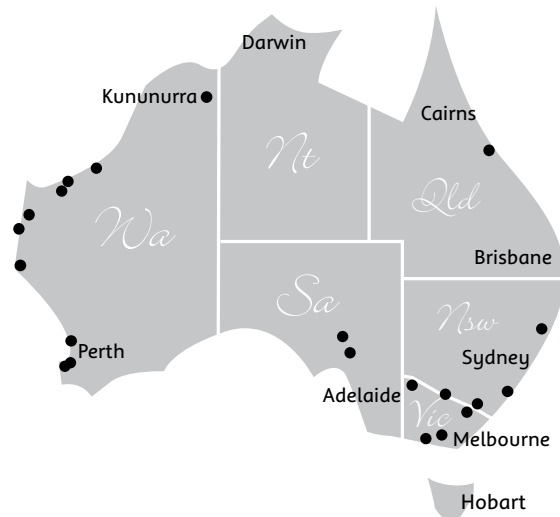 Darwin
Kununurra
Cairns
Nt
Qld
Wa
Brisbane
Sa
Nsw
Perth
Sydney
Adelaide
Vic
Melbourne
Hobart